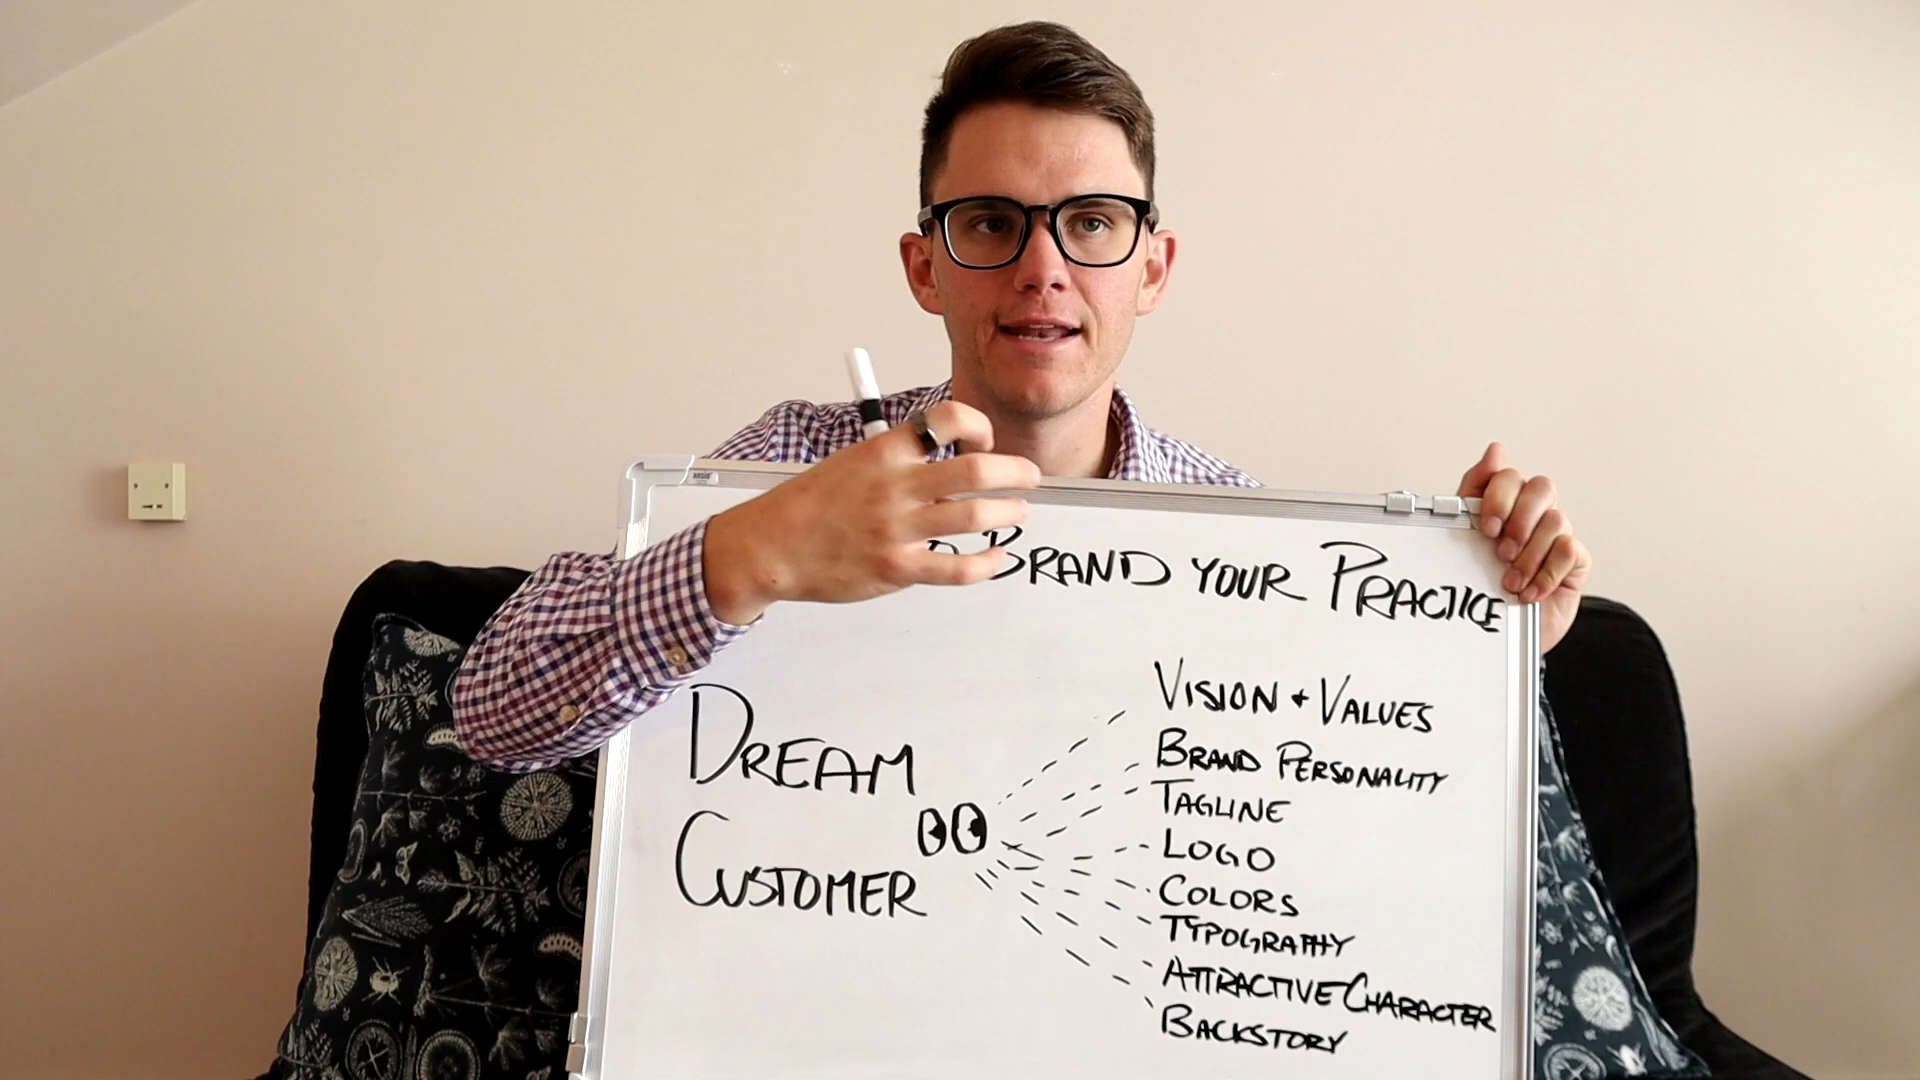 BRAND YOUR PRACTICE
DREAM
CUSTOMER
VISION + VALUES
BRAND PERSONALITY
TAGLINE
LOGO
COLORS
TYPOGRAPHY
ATTRACTIVE CHARACTER
BACKSTORY